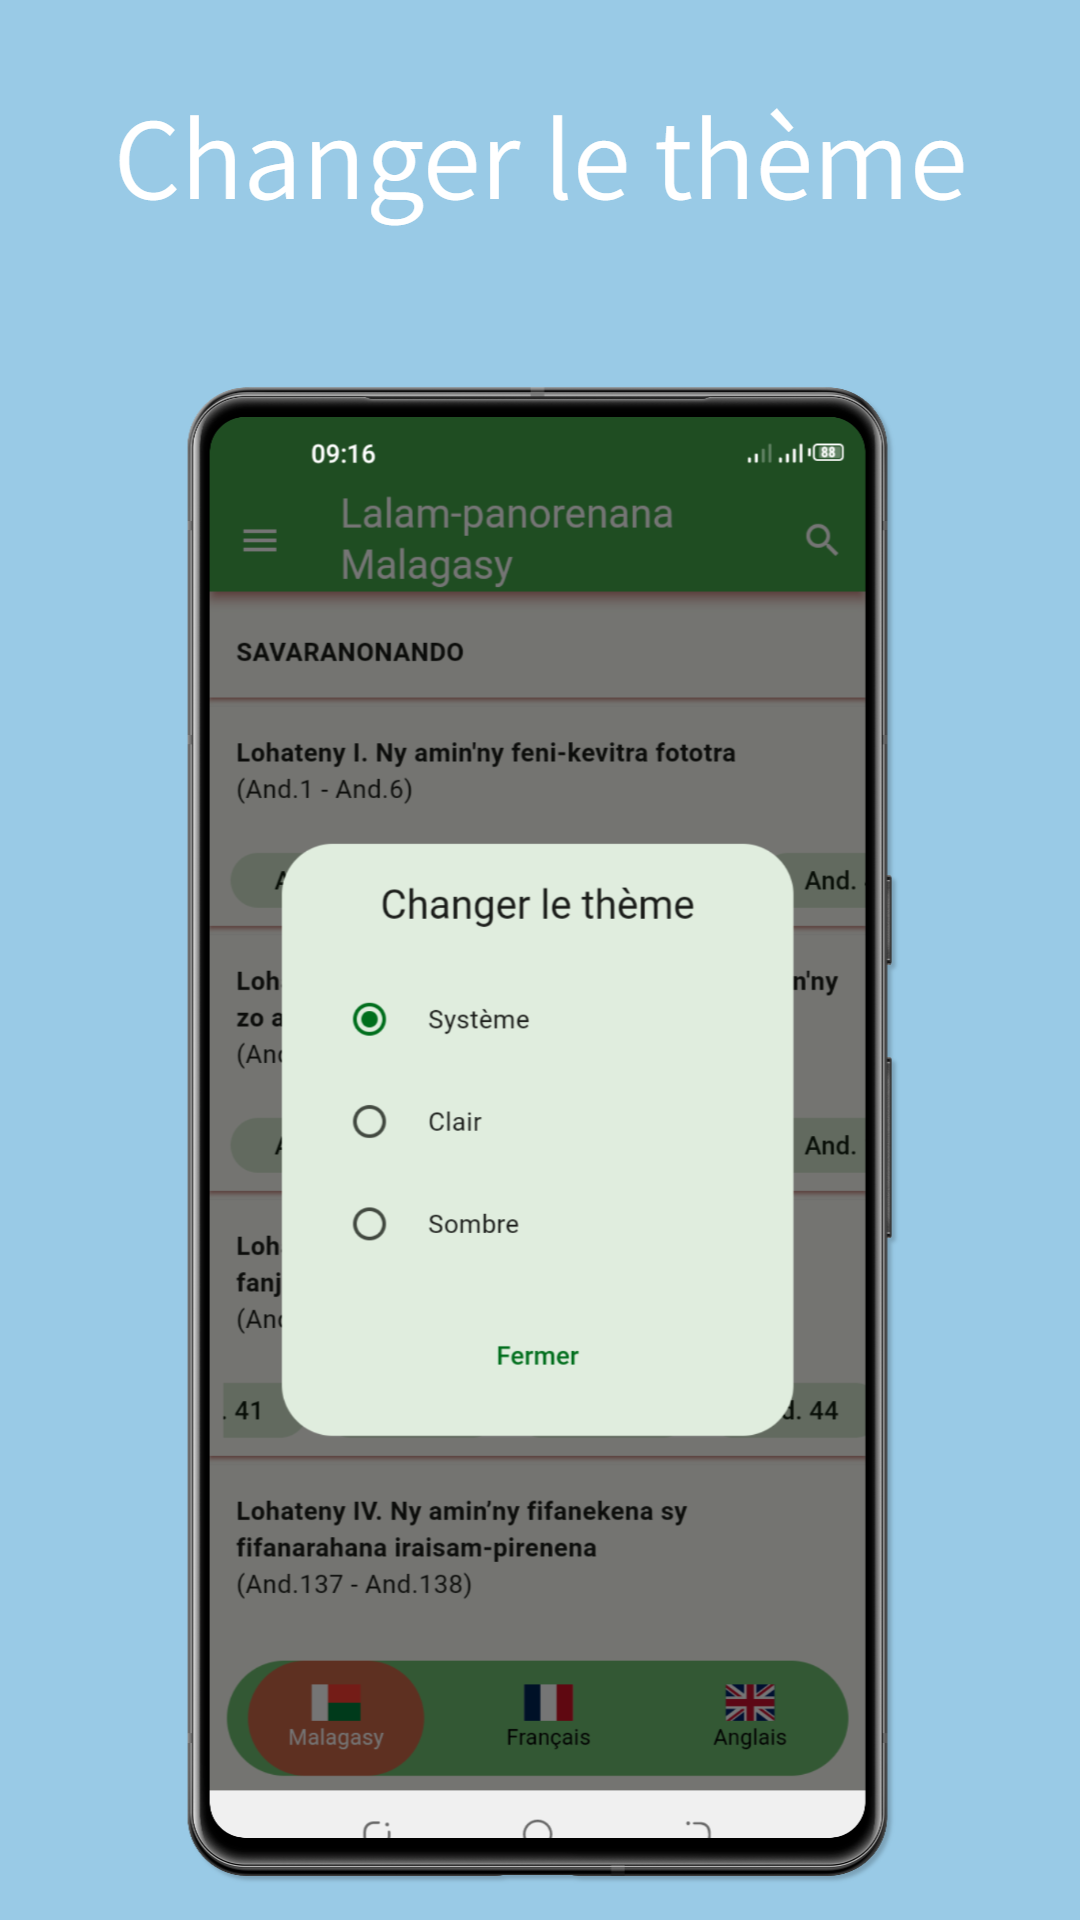 Changer le thème
09:16
88
Lalam-panorenana
Malagasy
SAVARANONANDO
Lohateny I. Ny amin'ny feni-kevitra fototra
(And.1 - And.6)
And.
Changer le thème
Loh
n'ny
zo a
Système
Clair
And.
Sombre
Loh
fanj
Fermer
. 41
d. 44
Lohateny IV. Ny amin’ny fifanekena sy
fifanarahana iraisam-pirenena
(And.137 - And.138)
Malagasy
Français
Anglais